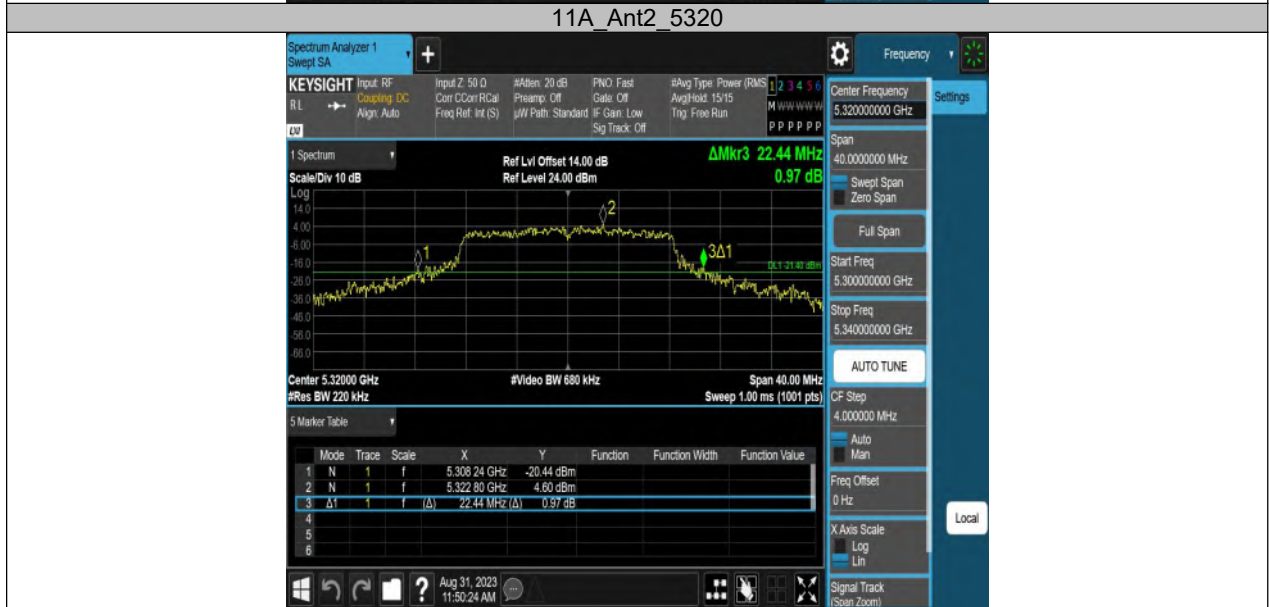 11A_Ant2_5320
Spectrum Analyzer 1
Swept SA
+
Frequency
KEYSIGHT Input: RF Input Z: 50 Ω #Atten: 20 dB PNO: Fast #Avg Type: Power (RMS 1 2 3 4 5 6
RL Coupling: DC Corr CCorr RCal Preamp: Off Gate: Off Avg|Hold: 15/15 M W W W W W
Align: Auto Freq Ref: Int (S) µW Path: Standard IF Gain: Low Trig: Free Run
Sig Track: Off P P P P P P
LXI
Center Frequency
5.320000000 GHz
Settings
Span
40.0000000 MHz
Swept Span
Zero Span
Full Span
Start Freq
5.300000000 GHz
Stop Freq
5.340000000 GHz
AUTO TUNE
CF Step
4.000000 MHz
Auto
Man
Freq Offset
0 Hz
X Axis Scale
Log
Lin
Signal Track
(Span Zoom)
Local
1 Spectrum
Ref Lvl Offset 14.00 dB
ΔMkr3 22.44 MHz
Scale/Div 10 dB
Ref Level 24.00 dBm
0.97 dB
Log
14.0
4.00
-6.00
-16.0
-26.0
-36.0
-46.0
-56.0
-66.0
2
1
3Δ1
DL1 -21.40 dBm
Center 5.32000 GHz #Video BW 680 kHz Span 40.00 MHz
#Res BW 220 kHz Sweep 1.00 ms (1001 pts)
5 Marker Table
Mode Trace Scale X Y Function Function Width Function Value
1 N 1 f 5.308 24 GHz -20.44 dBm
2 N 1 f 5.322 80 GHz 4.60 dBm
3 Δ1 1 f (Δ) 22.44 MHz (Δ) 0.97 dB
4
5
6
?
Aug 31, 2023
11:50:24 AM